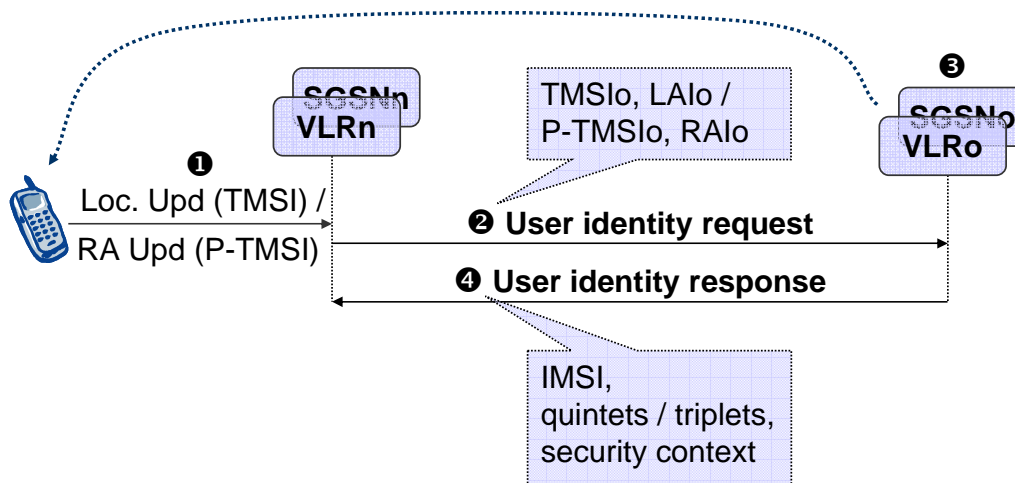 SGSNn
VLRn
TMSIo, LAIo /
P-TMSIo, RAIo
❸
SGSNo
VLRo
❶
Loc. Upd (TMSI) /
RA Upd (P-TMSI)
❷ User identity request
❹ User identity response
IMSI,
quintets / triplets,
security context